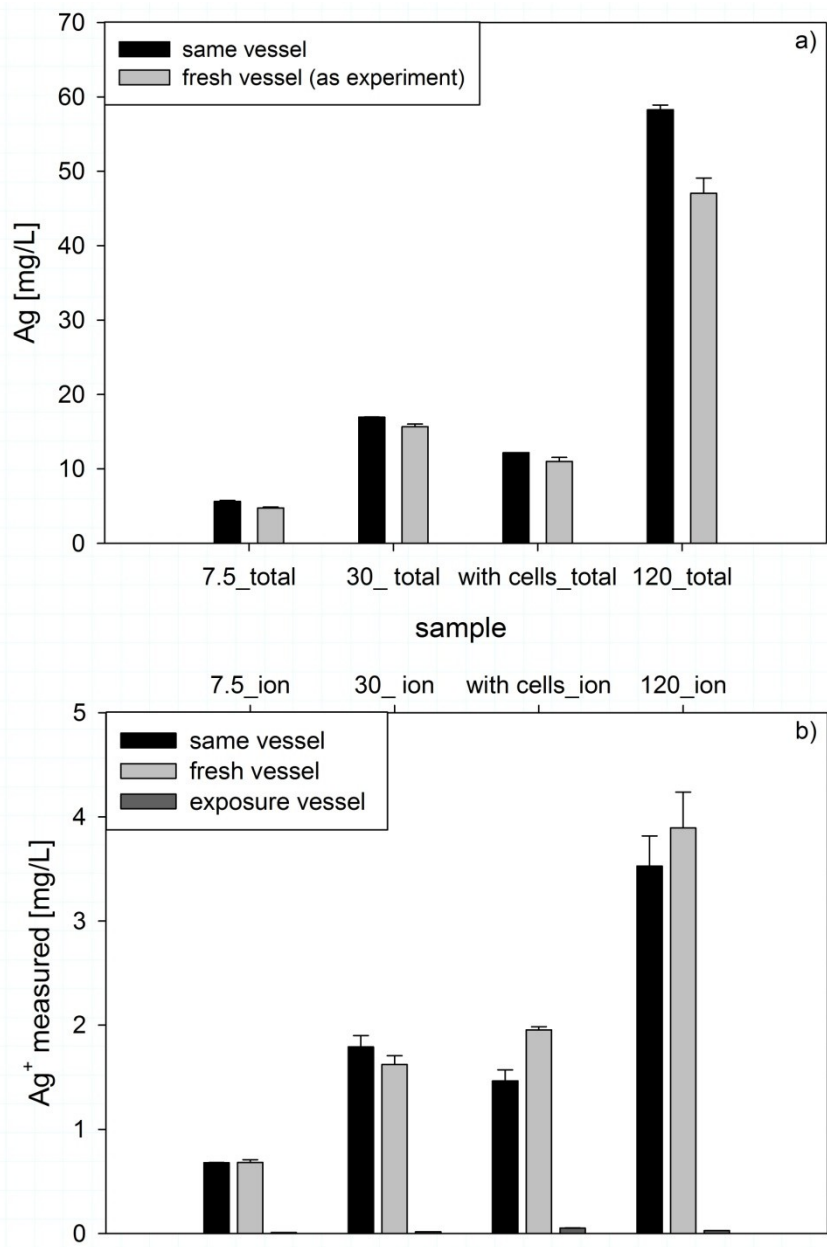 a)
same vessel
fresh vessel (as experiment)
70
60
50
40
30
20
10
0
Ag [mg/L]
7.5_total 30_ total with cells_total 120_total
sample
7.5_ion 30_ ion with cells_ion 120_ion
b)
same vessel
fresh vessel
exposure vessel
5
4
3
2
1
0
Ag⁺ measured [mg/L]